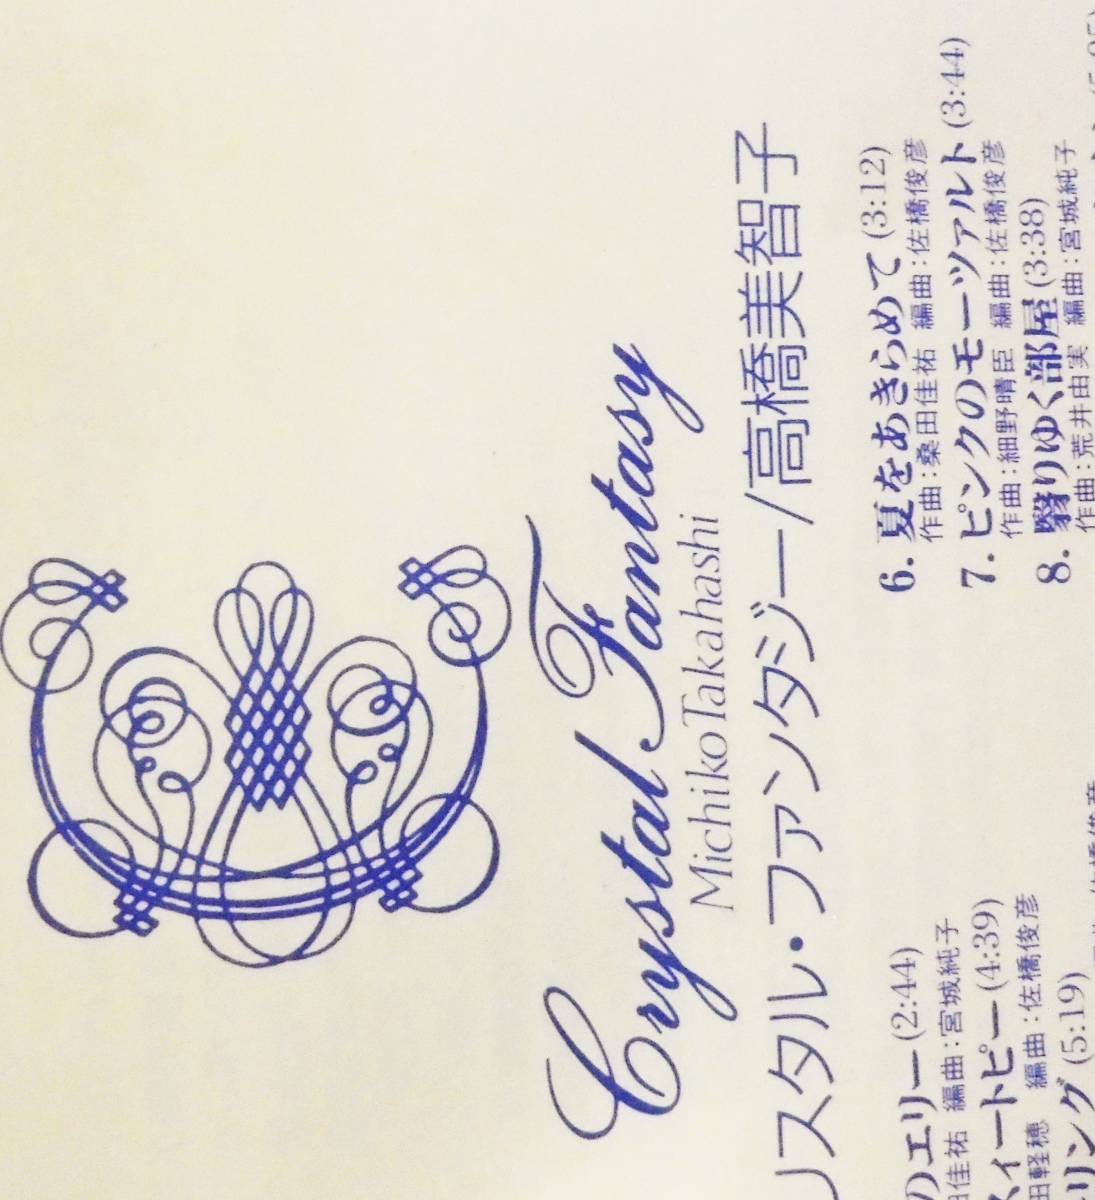 Crystal Fantasy
Michiko Takahashi
スタル・ファンタジー/高橋美智子
のエリー (2:44)
佳祐 編曲:宮城純子
ィートピー (4:39)
田軽穂 編曲:佐橋俊彦
リング (5:19)
6. 夏をあきらめて (3:12)
作曲:桑田佳祐 編曲:佐橋俊彦
7. ピンクのモーツァルト (3:44)
作曲:細野晴臣 編曲:佐橋俊彦
8. 翳りゆく部屋 (3:38)
作曲:荒井由実 編曲:宮城純子